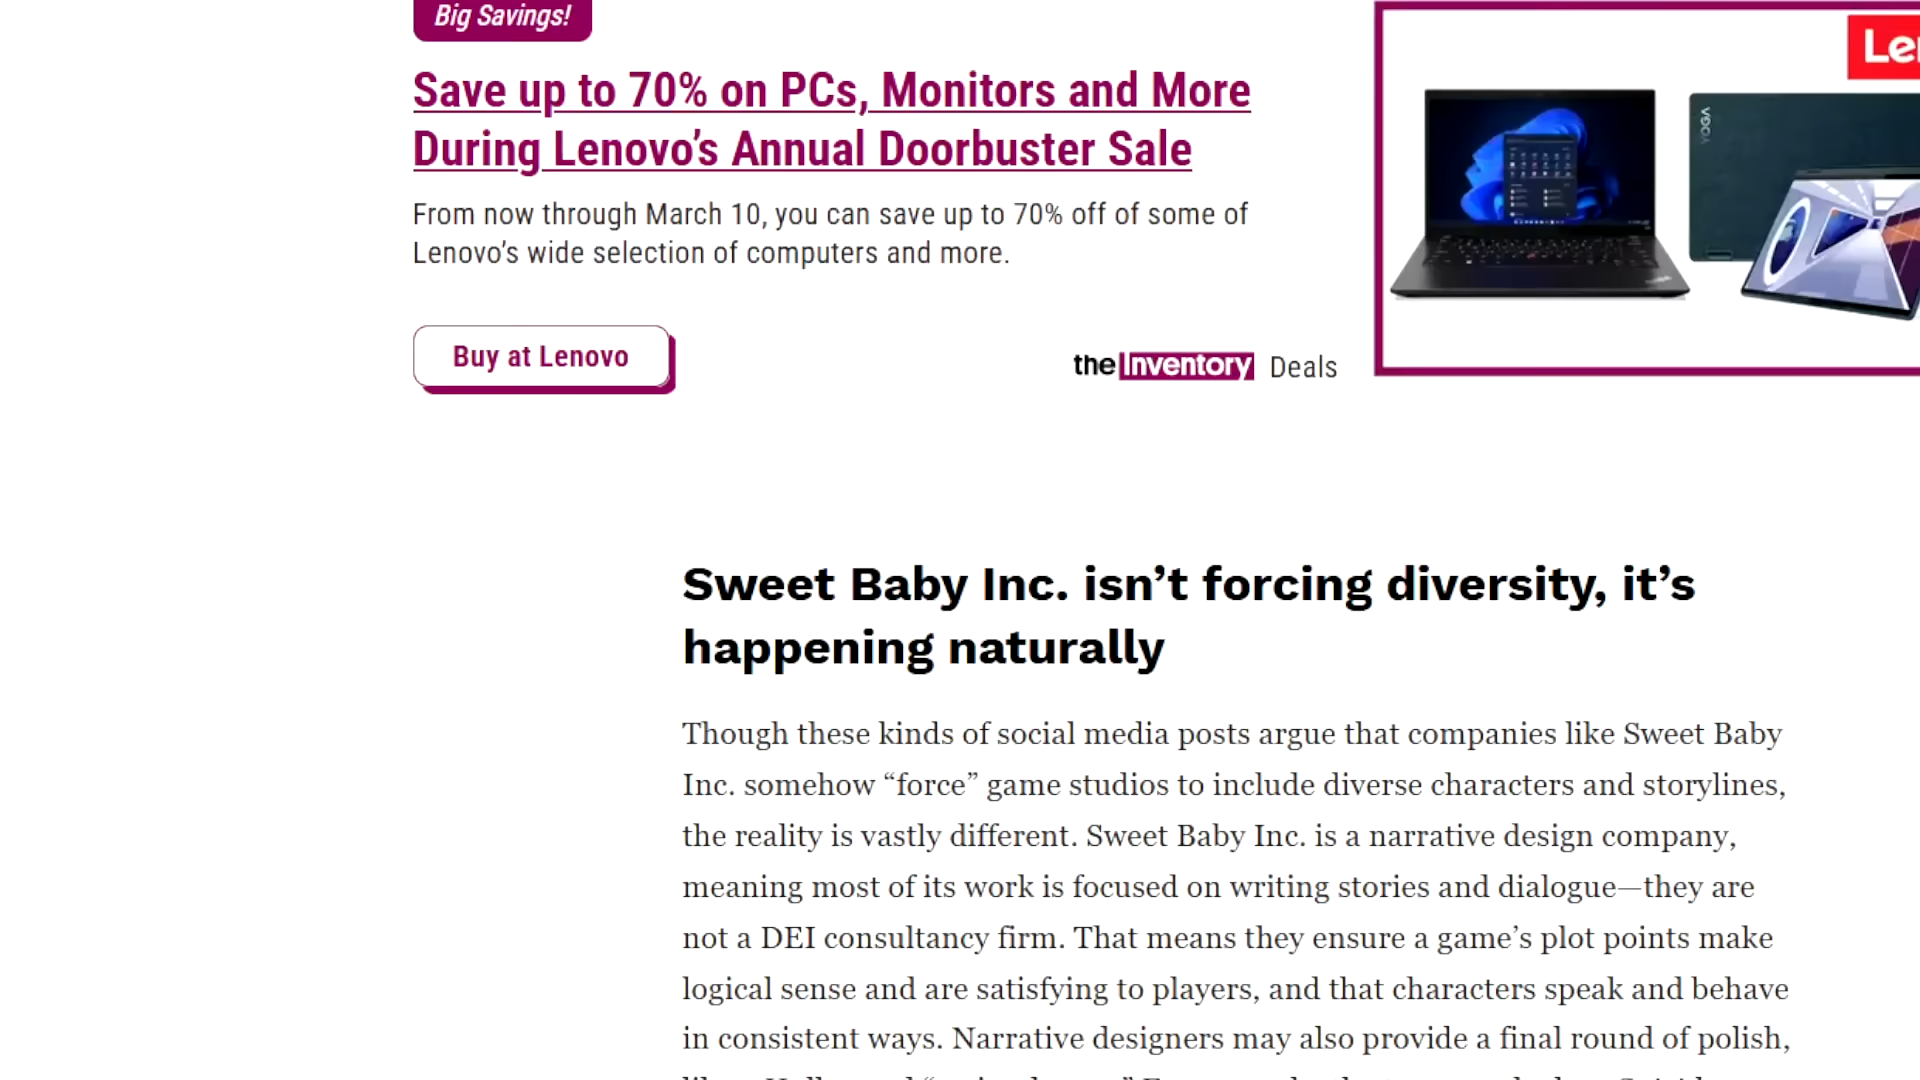 Big Savings!
Save up to 70% on PCs, Monitors and More
During Lenovo’s Annual Doorbuster Sale
From now through March 10, you can save up to 70% off of some of
Lenovo’s wide selection of computers and more.
Buy at Lenovo
theInventory Deals
Le
YOGA
Sweet Baby Inc. isn’t forcing diversity, it’s
happening naturally
Though these kinds of social media posts argue that companies like Sweet Baby
Inc. somehow “force” game studios to include diverse characters and storylines,
the reality is vastly different. Sweet Baby Inc. is a narrative design company,
meaning most of its work is focused on writing stories and dialogue—they are
not a DEI consultancy firm. That means they ensure a game’s plot points make
logical sense and are satisfying to players, and that characters speak and behave
in consistent ways. Narrative designers may also provide a final round of polish,